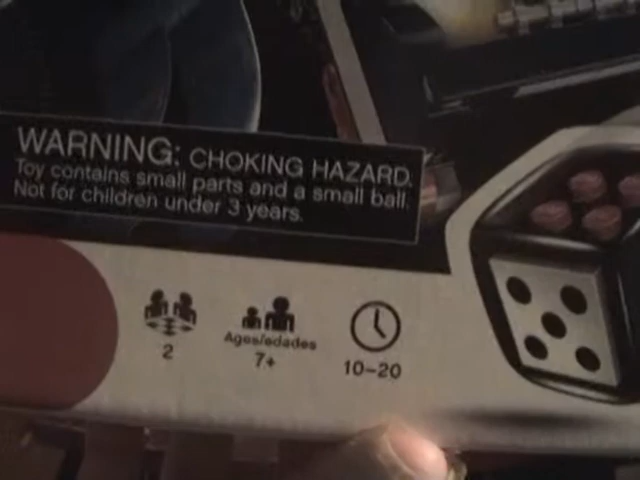 WARNING: CHOKING HAZARD.
Toy contains small parts and a small ball.
Not for children under 3 years.
2
Ages/edades
7+
10-20